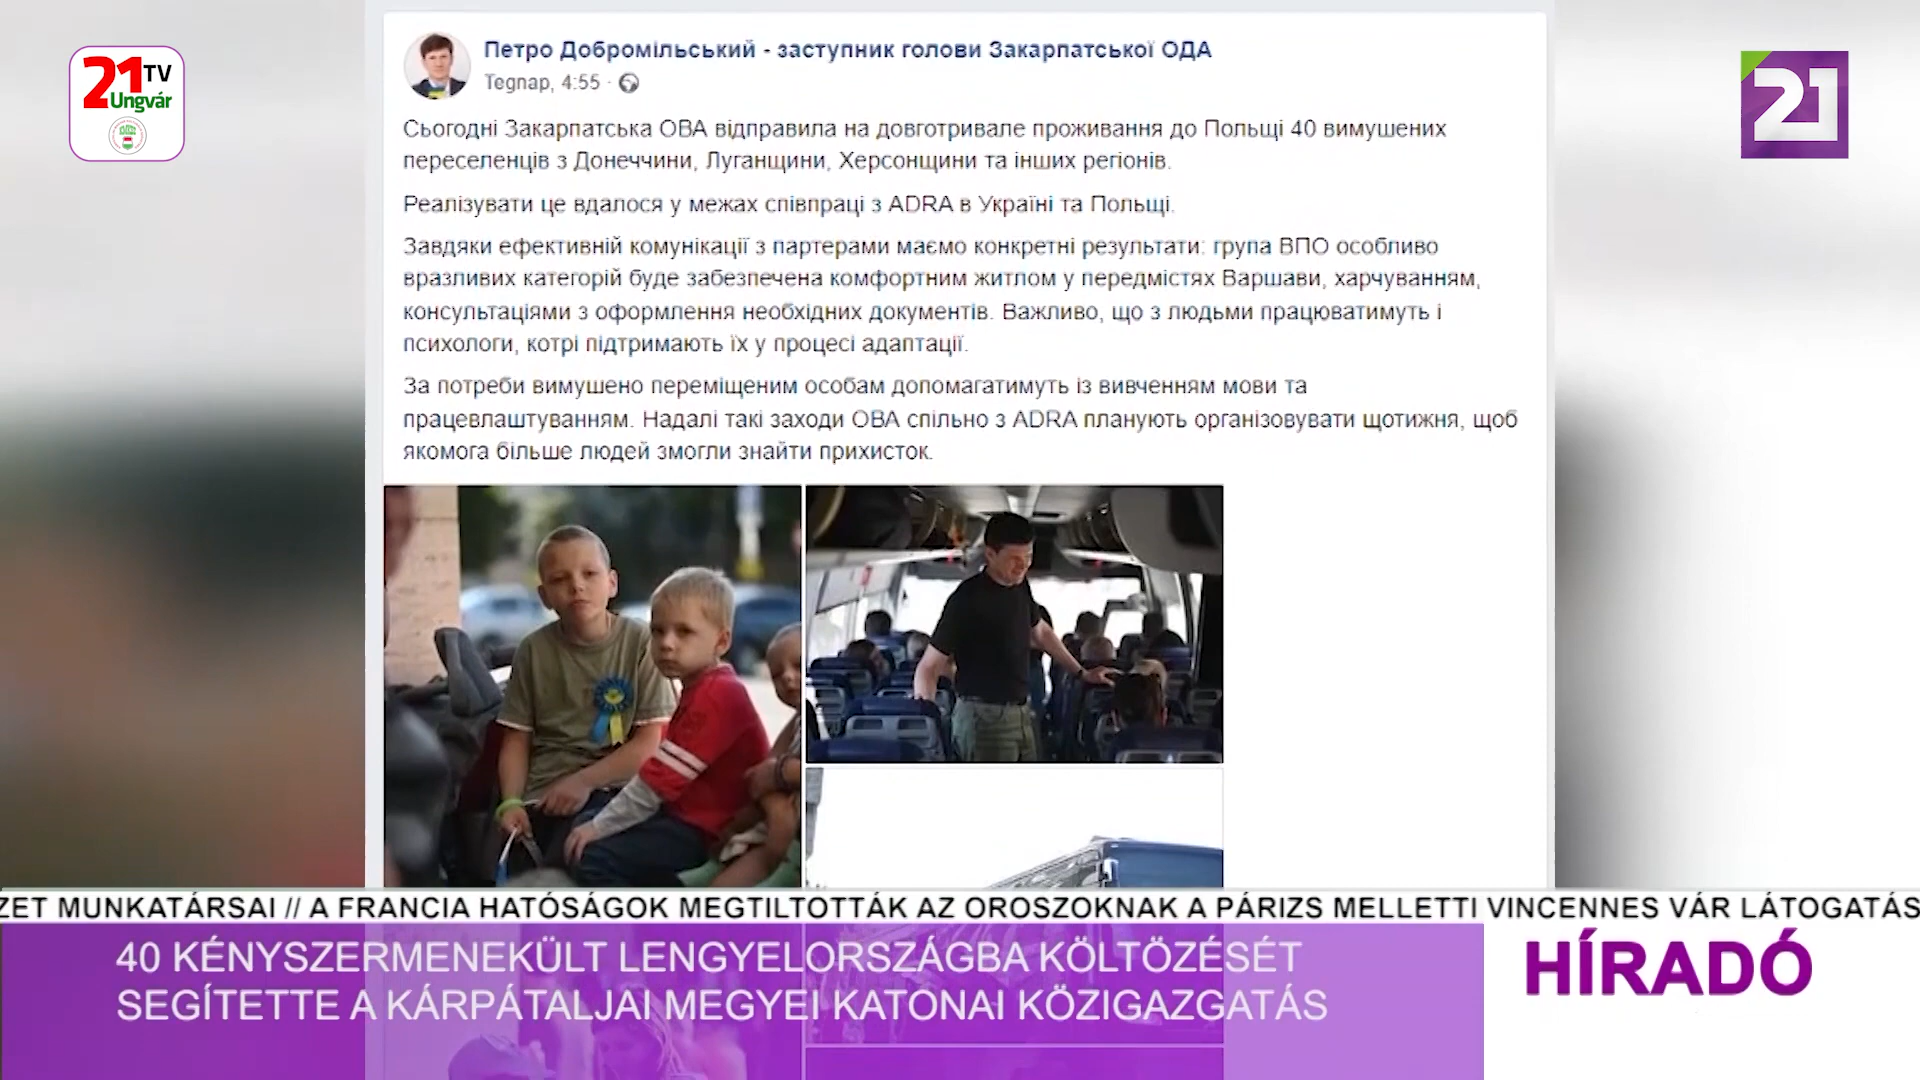 21 TV
Ungvár
21
Петро Добромільський - заступник голови Закарпатської ОДА
Tegnap, 4:55 ·
Сьогодні Закарпатська ОВА відправила на довготривале проживання до Польщі 40 вимушених
переселенців з Донеччини, Луганщини, Херсонщини та інших регіонів.
Реалізувати це вдалося у межах співпраці з ADRA в Україні та Польщі.
Завдяки ефективній комунікації з партерами маємо конкретні результати: група ВПО особливо
вразливих категорій буде забезпечена комфортним житлом у передмістях Варшави, харчуванням,
консультаціями з оформлення необхідних документів. Важливо, що з людьми працюватимуть і
психологи, котрі підтримають їх у процесі адаптації.
За потреби вимушено переміщеним особам допомагатимуть із вивченням мови та
працевлаштуванням. Надалі такі заходи ОВА спільно з ADRA планують організовувати щотижня, щоб
якомога більше людей змогли знайти прихисток.
ZET MUNKATÁRSAI // A FRANCIA HATÓSÁGOK MEGTILTOTTÁK AZ OROSZOKNAK A PÁRIZS MELLETTI VINCENNES VÁR LÁTOGATÁS
40 KÉNYSZERMENEKÜLT LENGYELORSZÁGBA KÖLTÖZÉSÉT
SEGÍTETTE A KÁRPÁTALJAI MEGYEI KATONAI KÖZIGAZGATÁS
HÍRADÓ